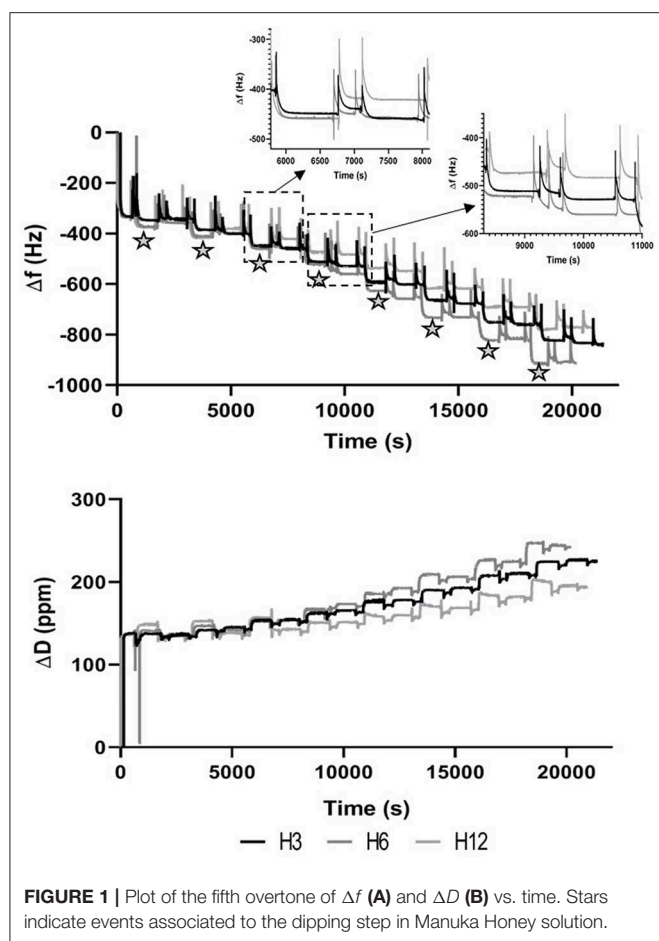 -300
-400
-500
Δf (Hz)
6000 6500 7000 7500 8000
Time (s)
-400
-500
-600
Δf (Hz)
9000 10000 11000
Time (s)
0
-200
-400
-600
-800
-1000
Δf (Hz)
0 5000 10000 15000 20000
Time (s)
300
200
100
0
ΔD (ppm)
0 5000 10000 15000 20000
Time (s)
H3 H6 H12
FIGURE 1 | Plot of the fifth overtone of Δf (A) and ΔD (B) vs. time. Stars
indicate events associated to the dipping step in Manuka Honey solution.